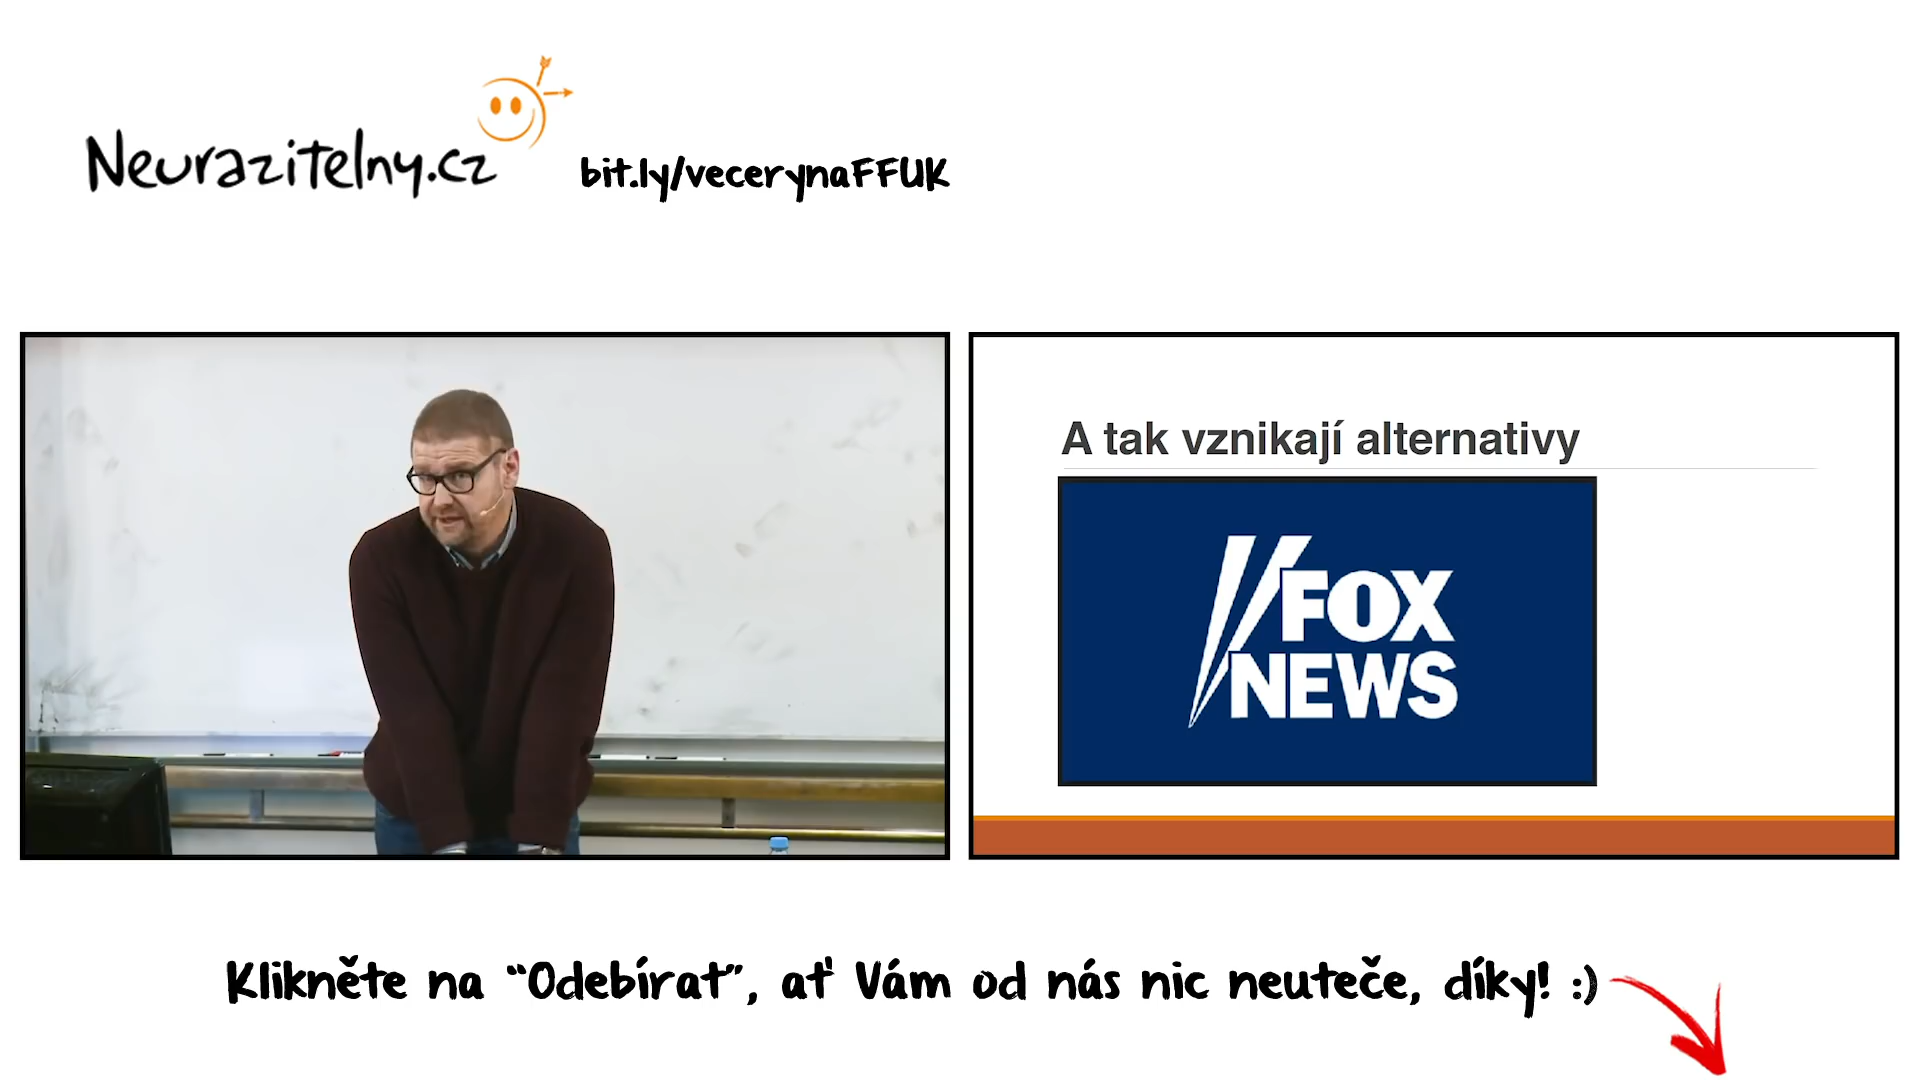 Neurazitelny.cz
bit.ly/vecerynaFFUK
A tak vznikají alternativy
FOX
NEWS
Klikněte na “Odebírat”, ať Vám od nás nic neuteče, díky! :)